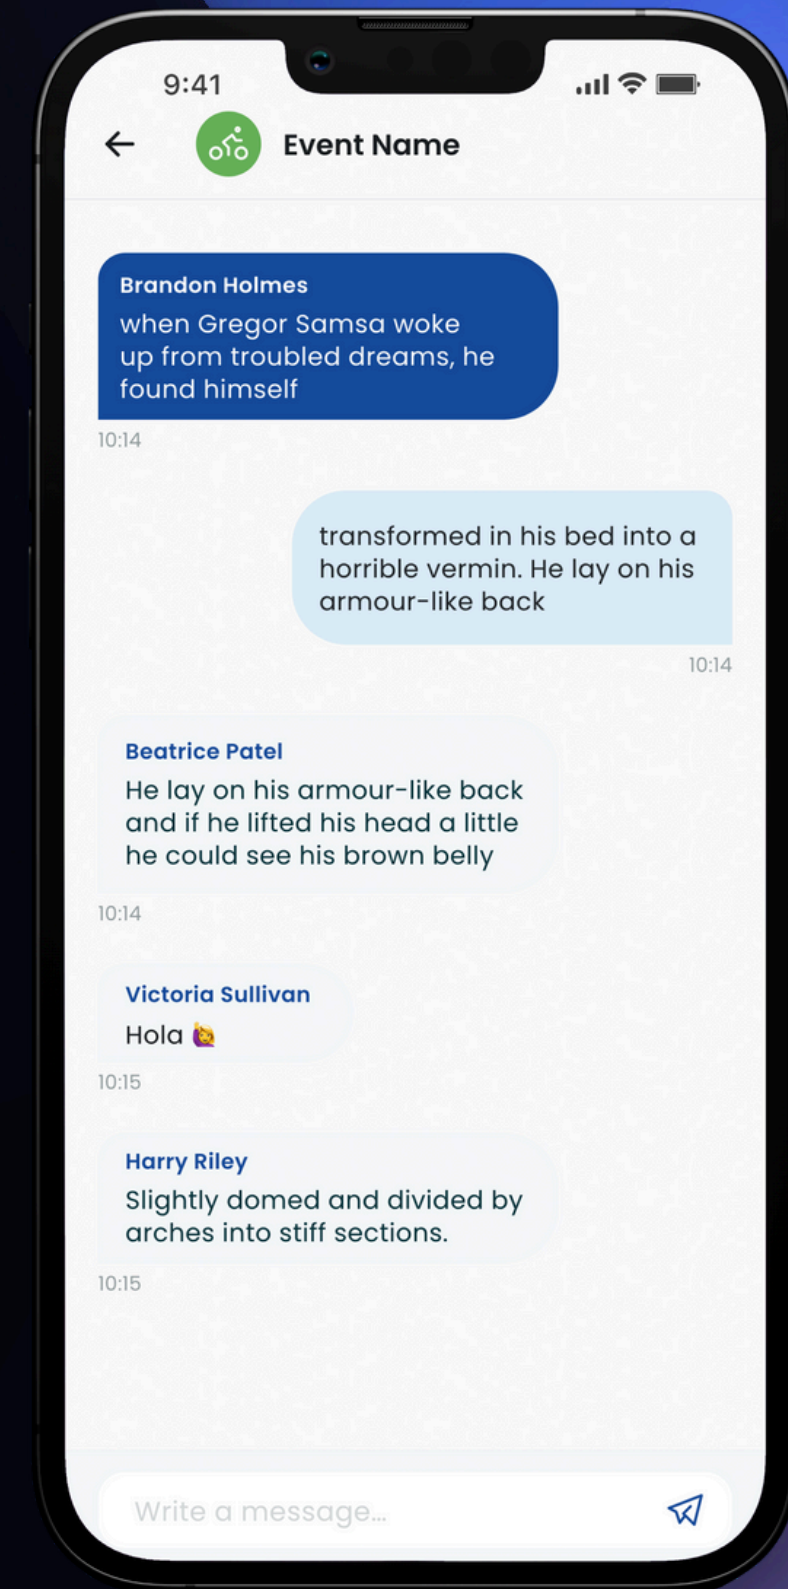 9:41
Event Name
Brandon Holmes
when Gregor Samsa woke
up from troubled dreams, he
found himself
10:14
transformed in his bed into a
horrible vermin. He lay on his
armour-like back
10:14
Beatrice Patel
He lay on his armour-like back
and if he lifted his head a little
he could see his brown belly
10:14
Victoria Sullivan
Hola 🙋‍♀️
10:15
Harry Riley
Slightly domed and divided by
arches into stiff sections.
10:15
Write a message...